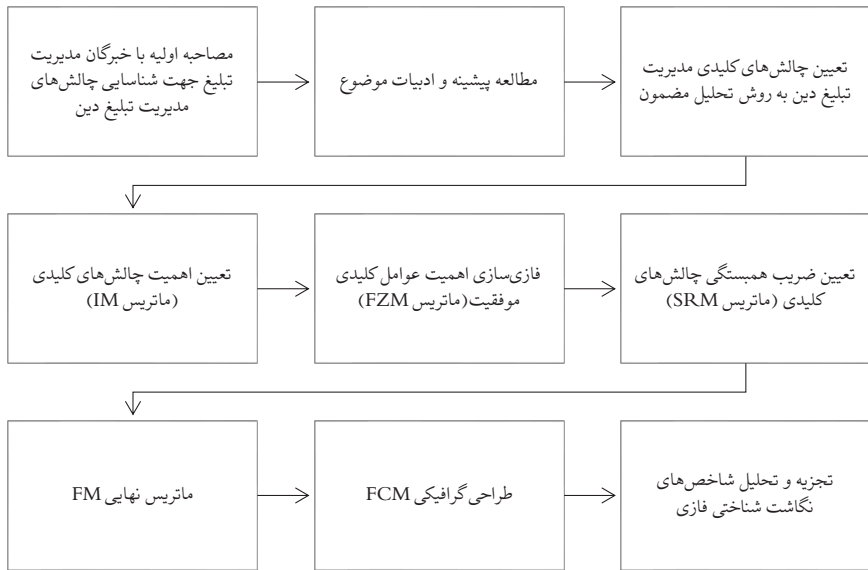 مصاحبه اولیه با خبرگان مدیریت
تبلیغ جهت شناسایی چالش‌های
مدیریت تبلیغ دین
مطالعه پیشینه و ادبیات موضوع
تعیین چالش‌های کلیدی مدیریت
تبلیغ دین به روش تحلیل مضمون
تعیین اهمیت چالش‌های کلیدی
(ماتریس IM)
فازی‌سازی اهمیت عوامل کلیدی
موفقیت(ماتریس FZM)
تعیین ضریب همبستگی چالش‌های
کلیدی (ماتریس SRM)
ماتریس نهایی FM
طراحی گرافیکی FCM
تجزیه و تحلیل شاخص‌های
نگاشت شناختی فازی